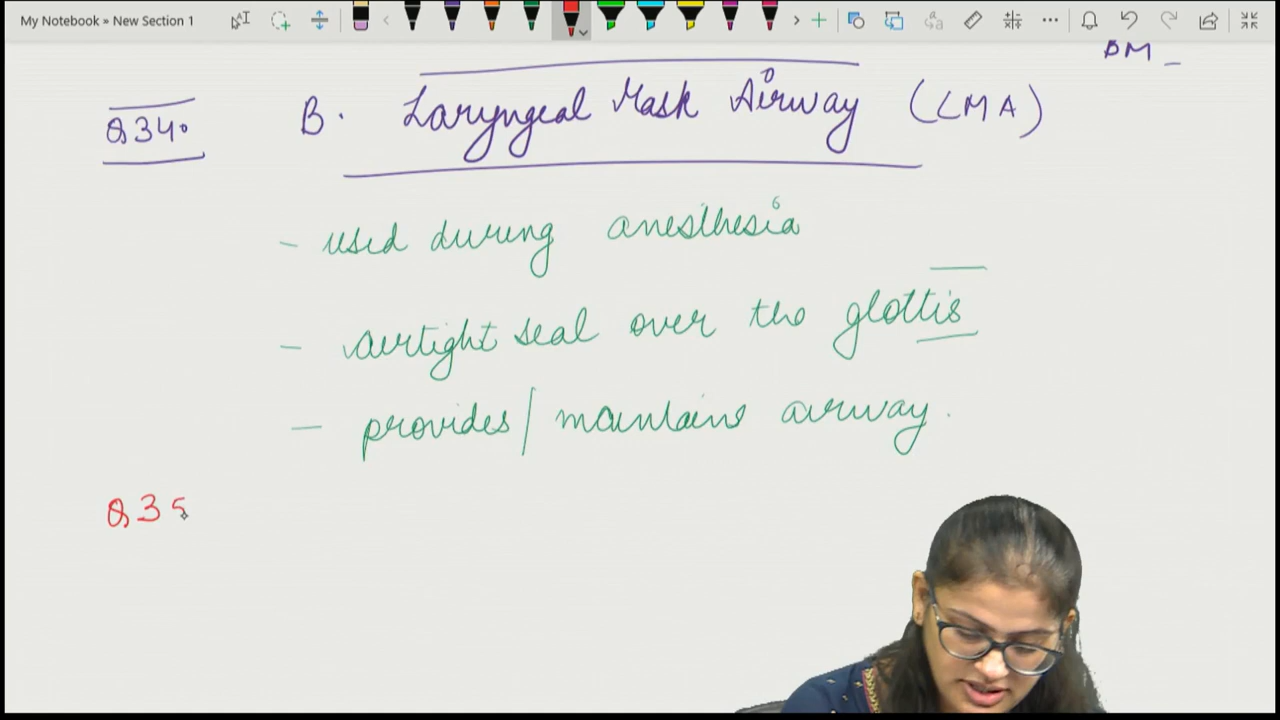 My Notebook » New Section 1
BM _
Q34. B. Laryngeal Mask Airway (LMA)
- used during anesthesia
- airtight seal over the glottis
- provides/maintains airway.
Q35